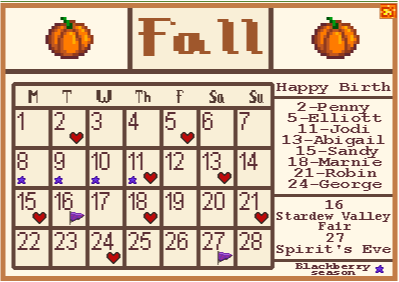 Fall
M T W Th F Sa Su
1 2 3 4 5 6 7
8 9 10 11 12 13 14
15 16 17 18 19 20 21
22 23 24 25 26 27 28
Happy Birth
2-Penny
5-Elliott
11-Jodi
13-Abigail
15-Sandy
18-Marnie
21-Robin
24-George
16
Stardew Valley
Fair
27
Spirit's Eve
Blackberry
season